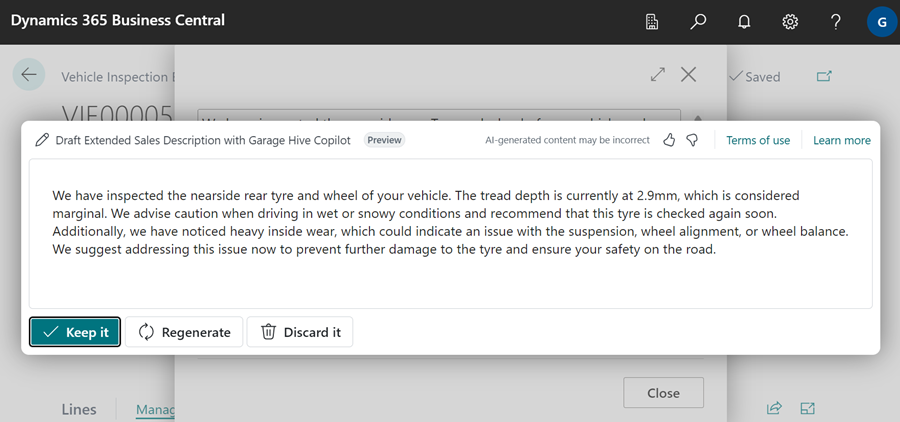 Dynamics 365 Business Central
G
Vehicle Inspection
Saved
Draft Extended Sales Description with Garage Hive Copilot
Preview
AI-generated content may be incorrect
Terms of use
Learn more
We have inspected the nearside rear tyre and wheel of your vehicle. The tread depth is currently at 2.9mm, which is considered
marginal. We advise caution when driving in wet or snowy conditions and recommend that this tyre is checked again soon.
Additionally, we have noticed heavy inside wear, which could indicate an issue with the suspension, wheel alignment, or wheel balance.
We suggest addressing this issue now to prevent further damage to the tyre and ensure your safety on the road.
Keep it
Regenerate
Discard it
Close
Lines
Manag